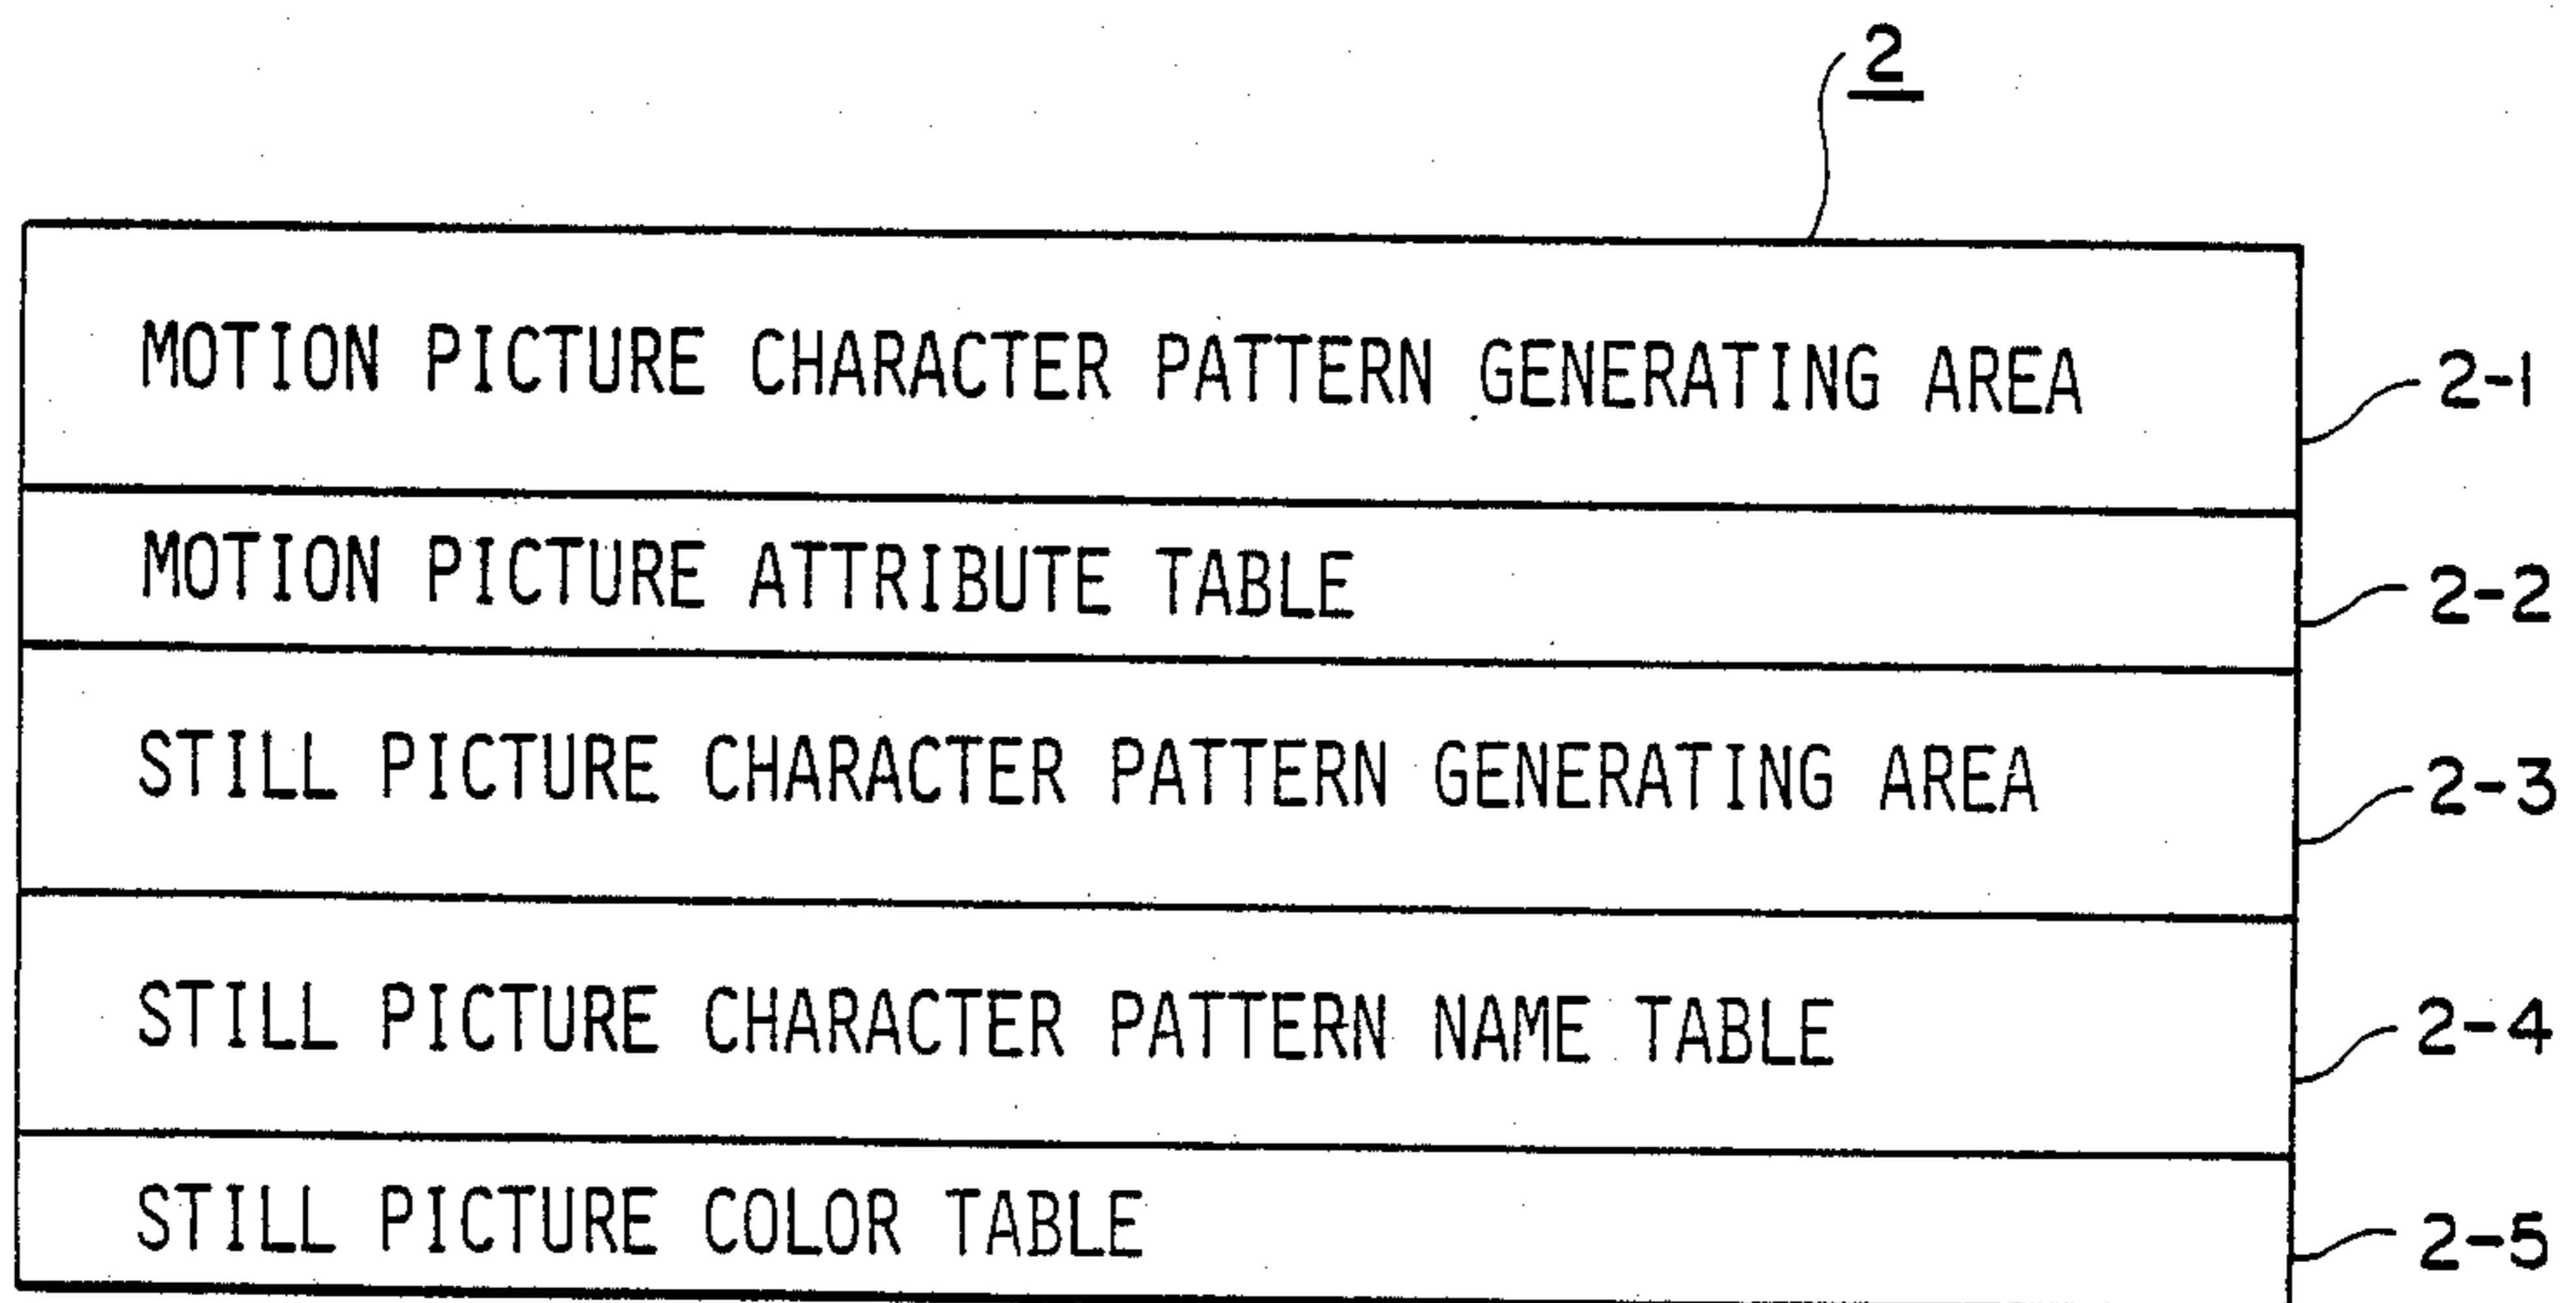 2
MOTION PICTURE CHARACTER PATTERN GENERATING AREA
2-1
MOTION PICTURE ATTRIBUTE TABLE
2-2
STILL PICTURE CHARACTER PATTERN GENERATING AREA
2-3
STILL PICTURE CHARACTER PATTERN NAME TABLE
2-4
STILL PICTURE COLOR TABLE
2-5